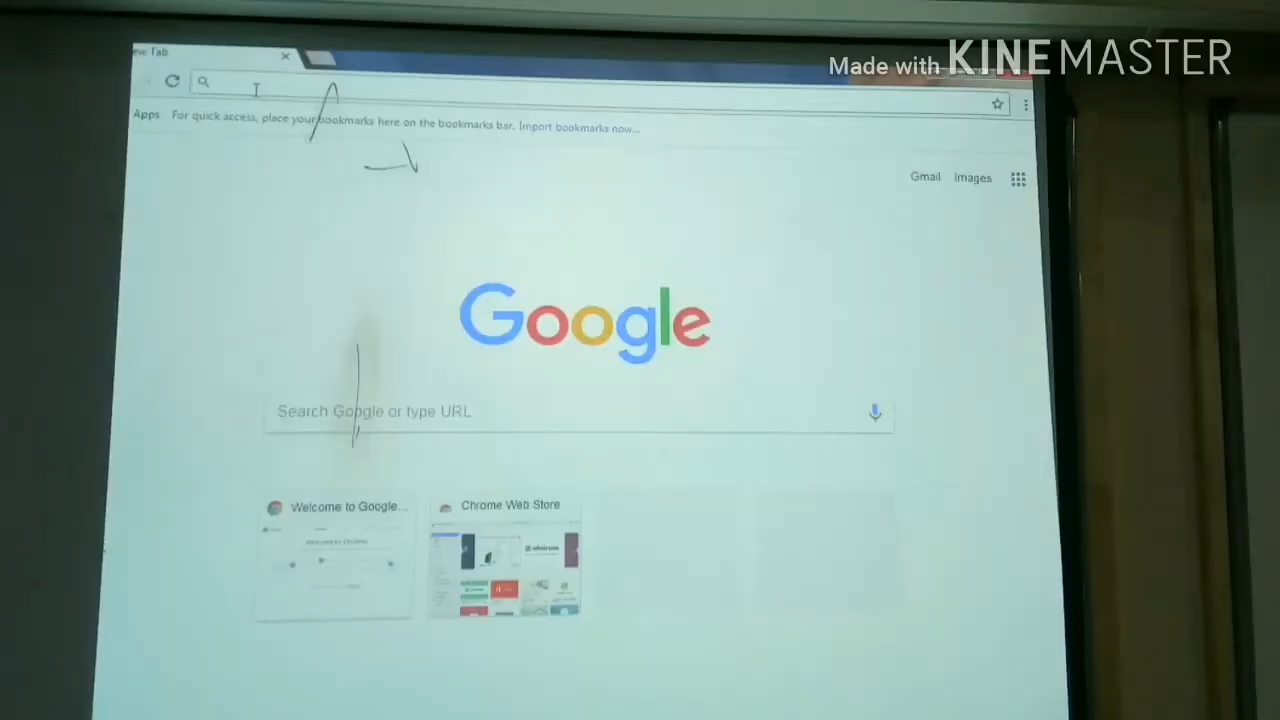 ew Tab
Made with KINEMASTER
Apps For quick access, place your bookmarks here on the bookmarks bar. Import bookmarks now...
Gmail Images
Google
Search Google or type URL
Welcome to Google... Chrome Web Store